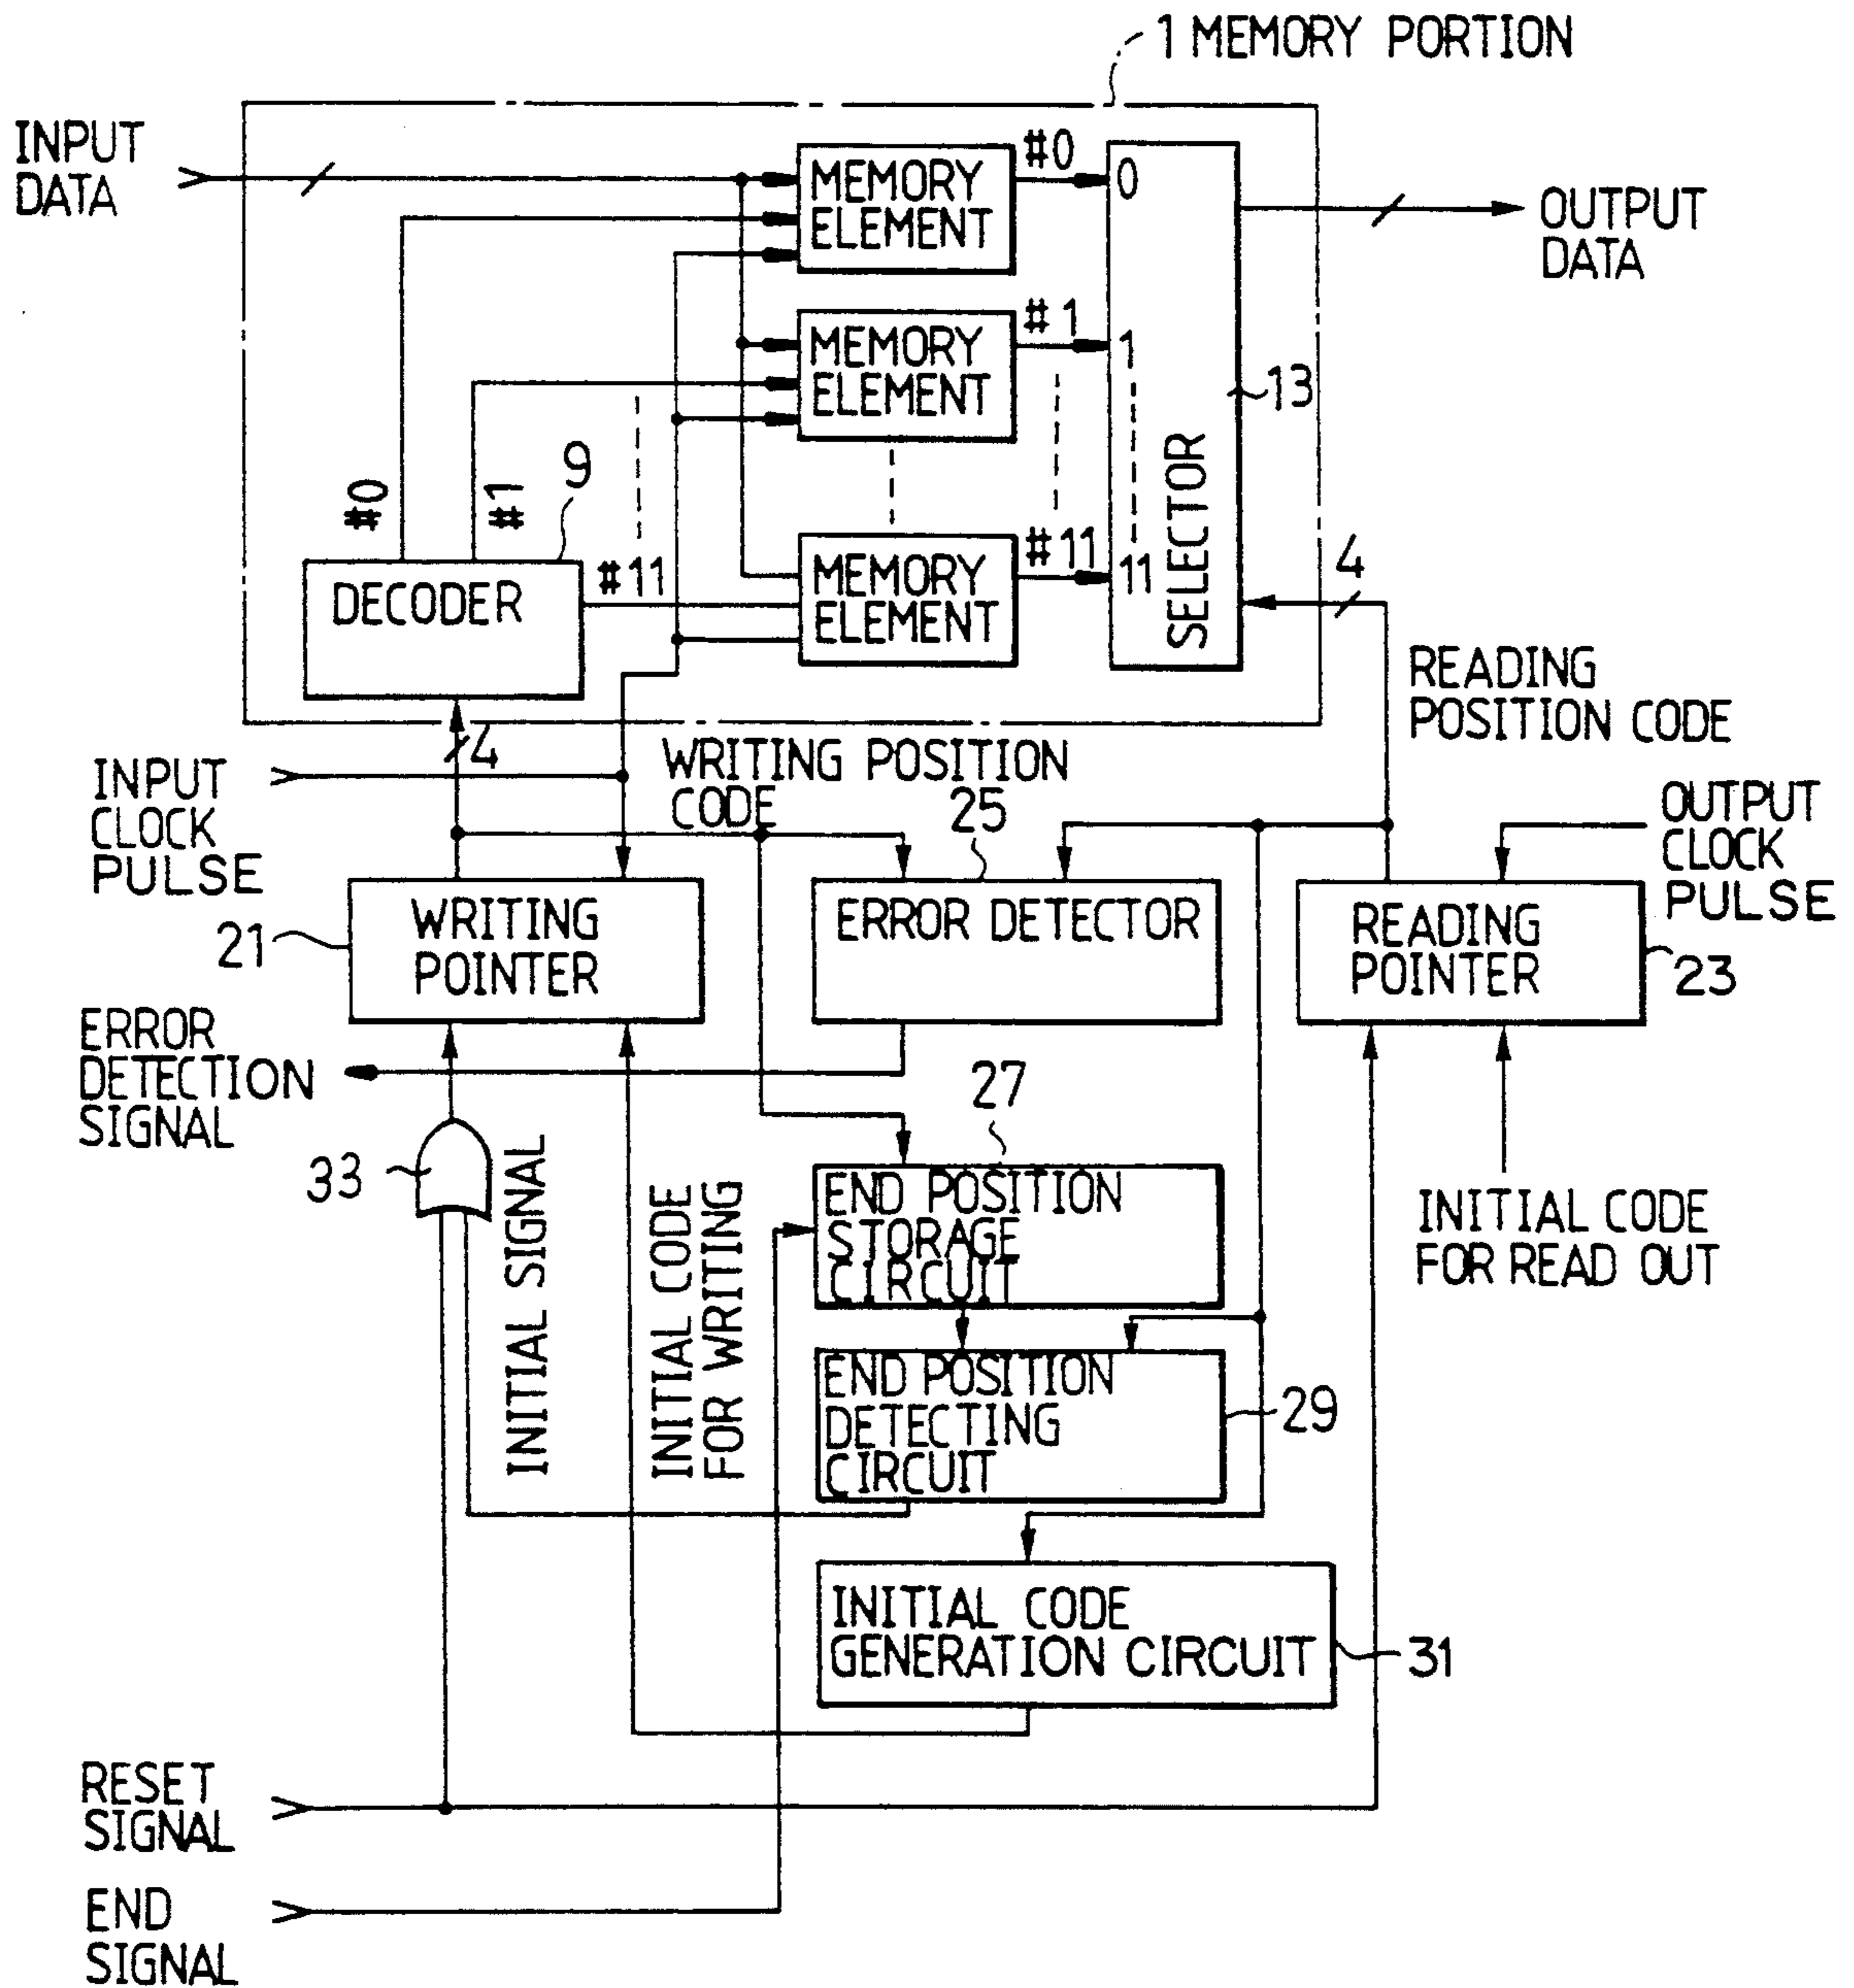 1 MEMORY PORTION
INPUT
DATA
MEMORY
ELEMENT
#0
0
OUTPUT
DATA
MEMORY
ELEMENT
#1
1
13
#0
#1
9
DECODER
#11
MEMORY
ELEMENT
#11
11
SELECTOR
4
READING
POSITION CODE
4
INPUT
CLOCK
PULSE
WRITING POSITION
CODE
25
OUTPUT
CLOCK
PULSE
21
WRITING
POINTER
ERROR DETECTOR
READING
POINTER
23
ERROR
DETECTION
SIGNAL
27
33
INITIAL SIGNAL
INITIAL CODE
FOR WRITING
END POSITION
STORAGE
CIRCUIT
INITIAL CODE
FOR READ OUT
END POSITION
DETECTING
CIRCUIT
29
INITIAL CODE
GENERATION CIRCUIT
31
RESET
SIGNAL
END
SIGNAL